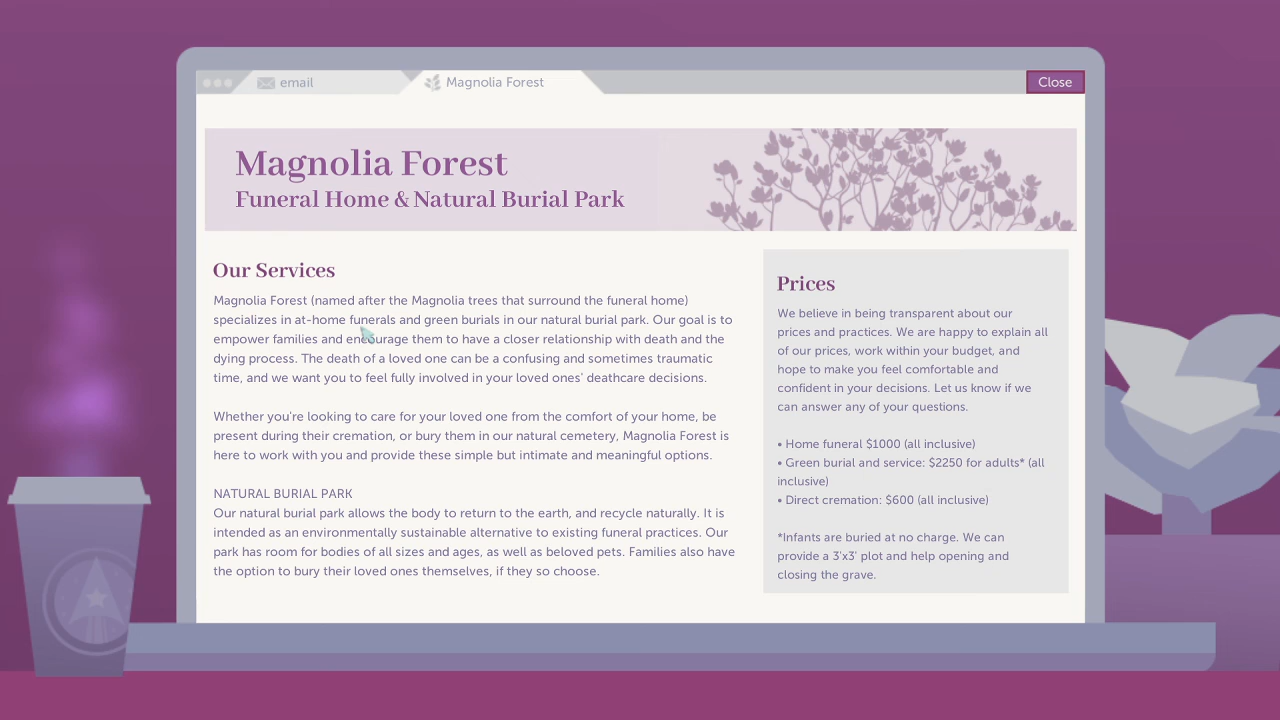 email
Magnolia Forest
Close
Magnolia Forest
Funeral Home & Natural Burial Park
Our Services
Magnolia Forest (named after the Magnolia trees that surround the funeral home)
specializes in at-home funerals and green burials in our natural burial park. Our goal is to
empower families and encourage them to have a closer relationship with death and the
dying process. The death of a loved one can be a confusing and sometimes traumatic
time, and we want you to feel fully involved in your loved ones' deathcare decisions.
Whether you're looking to care for your loved one from the comfort of your home, be
present during their cremation, or bury them in our natural cemetery, Magnolia Forest is
here to work with you and provide these simple but intimate and meaningful options.
NATURAL BURIAL PARK
Our natural burial park allows the body to return to the earth, and recycle naturally. It is
intended as an environmentally sustainable alternative to existing funeral practices. Our
park has room for bodies of all sizes and ages, as well as beloved pets. Families also have
the option to bury their loved ones themselves, if they so choose.
Prices
We believe in being transparent about our
prices and practices. We are happy to explain all
of our prices, work within your budget, and
hope to make you feel comfortable and
confident in your decisions. Let us know if we
can answer any of your questions.
• Home funeral $1000 (all inclusive)
• Green burial and service: $2250 for adults* (all
inclusive)
• Direct cremation: $600 (all inclusive)
*Infants are buried at no charge. We can
provide a 3'x3' plot and help opening and
closing the grave.